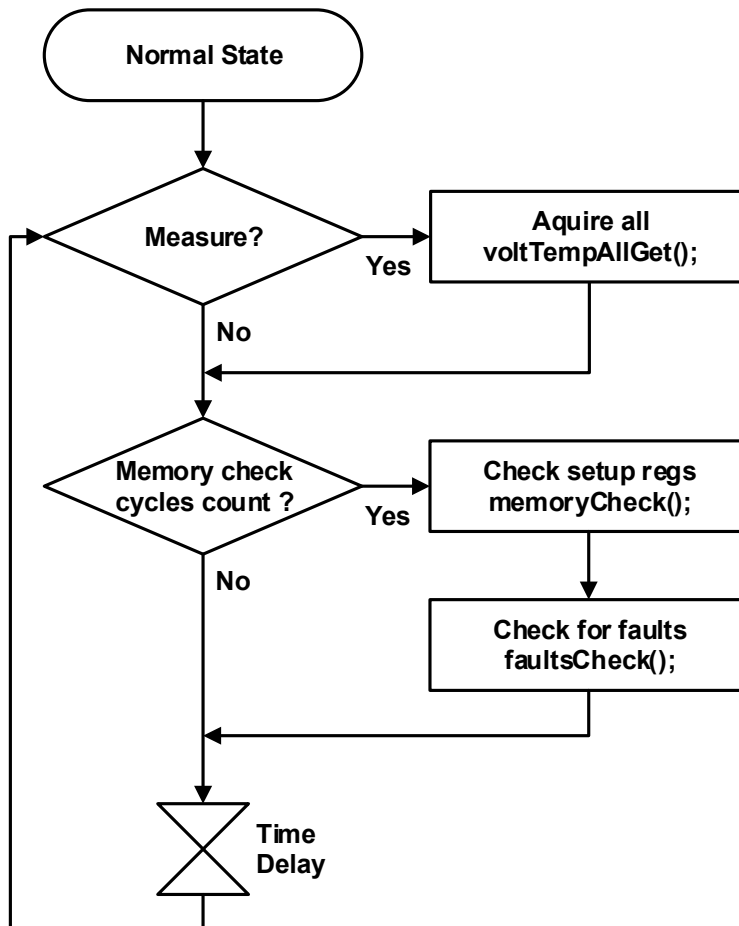 Normal State
Measure?
Yes
Aquire all
voltTempAllGet();
No
Memory check
cycles count ?
Yes
Check setup regs
memoryCheck();
No
Check for faults
faultsCheck();
Time
Delay